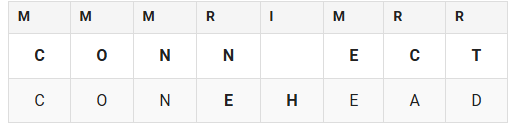 M M M R I M R R
C O N N E C T
C O N E H E A D